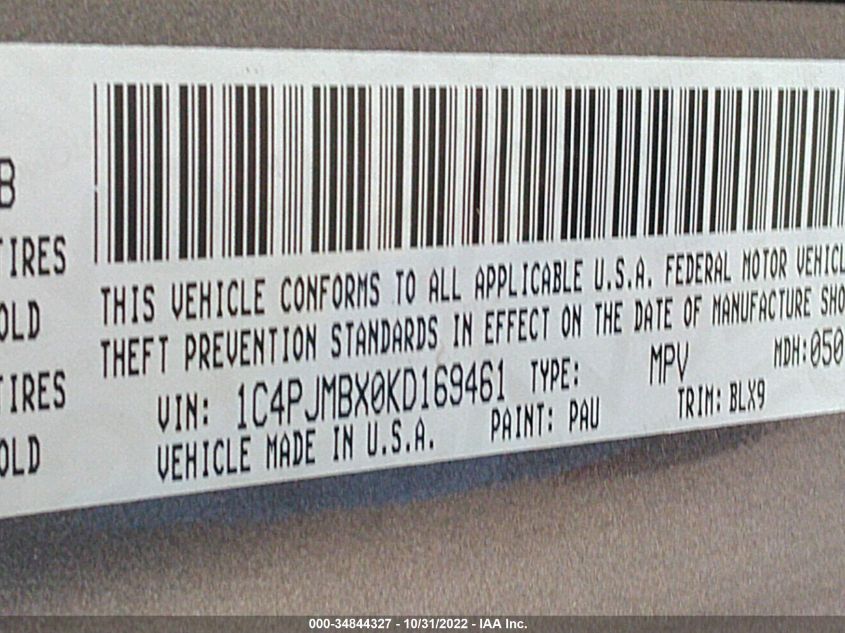 B
TIRES
OLD
TIRES
OLD
THIS VEHICLE CONFORMS TO ALL APPLICABLE U.S.A. FEDERAL MOTOR VEHICL
THEFT PREVENTION STANDARDS IN EFFECT ON THE DATE OF MANUFACTURE SHO
VIN: 1C4PJMBX0KD169461 TYPE: MPV MDH:050
VEHICLE MADE IN U.S.A. PAINT: PAU TRIM: BLX9
000-34844327 - 10/31/2022 - IAA Inc.